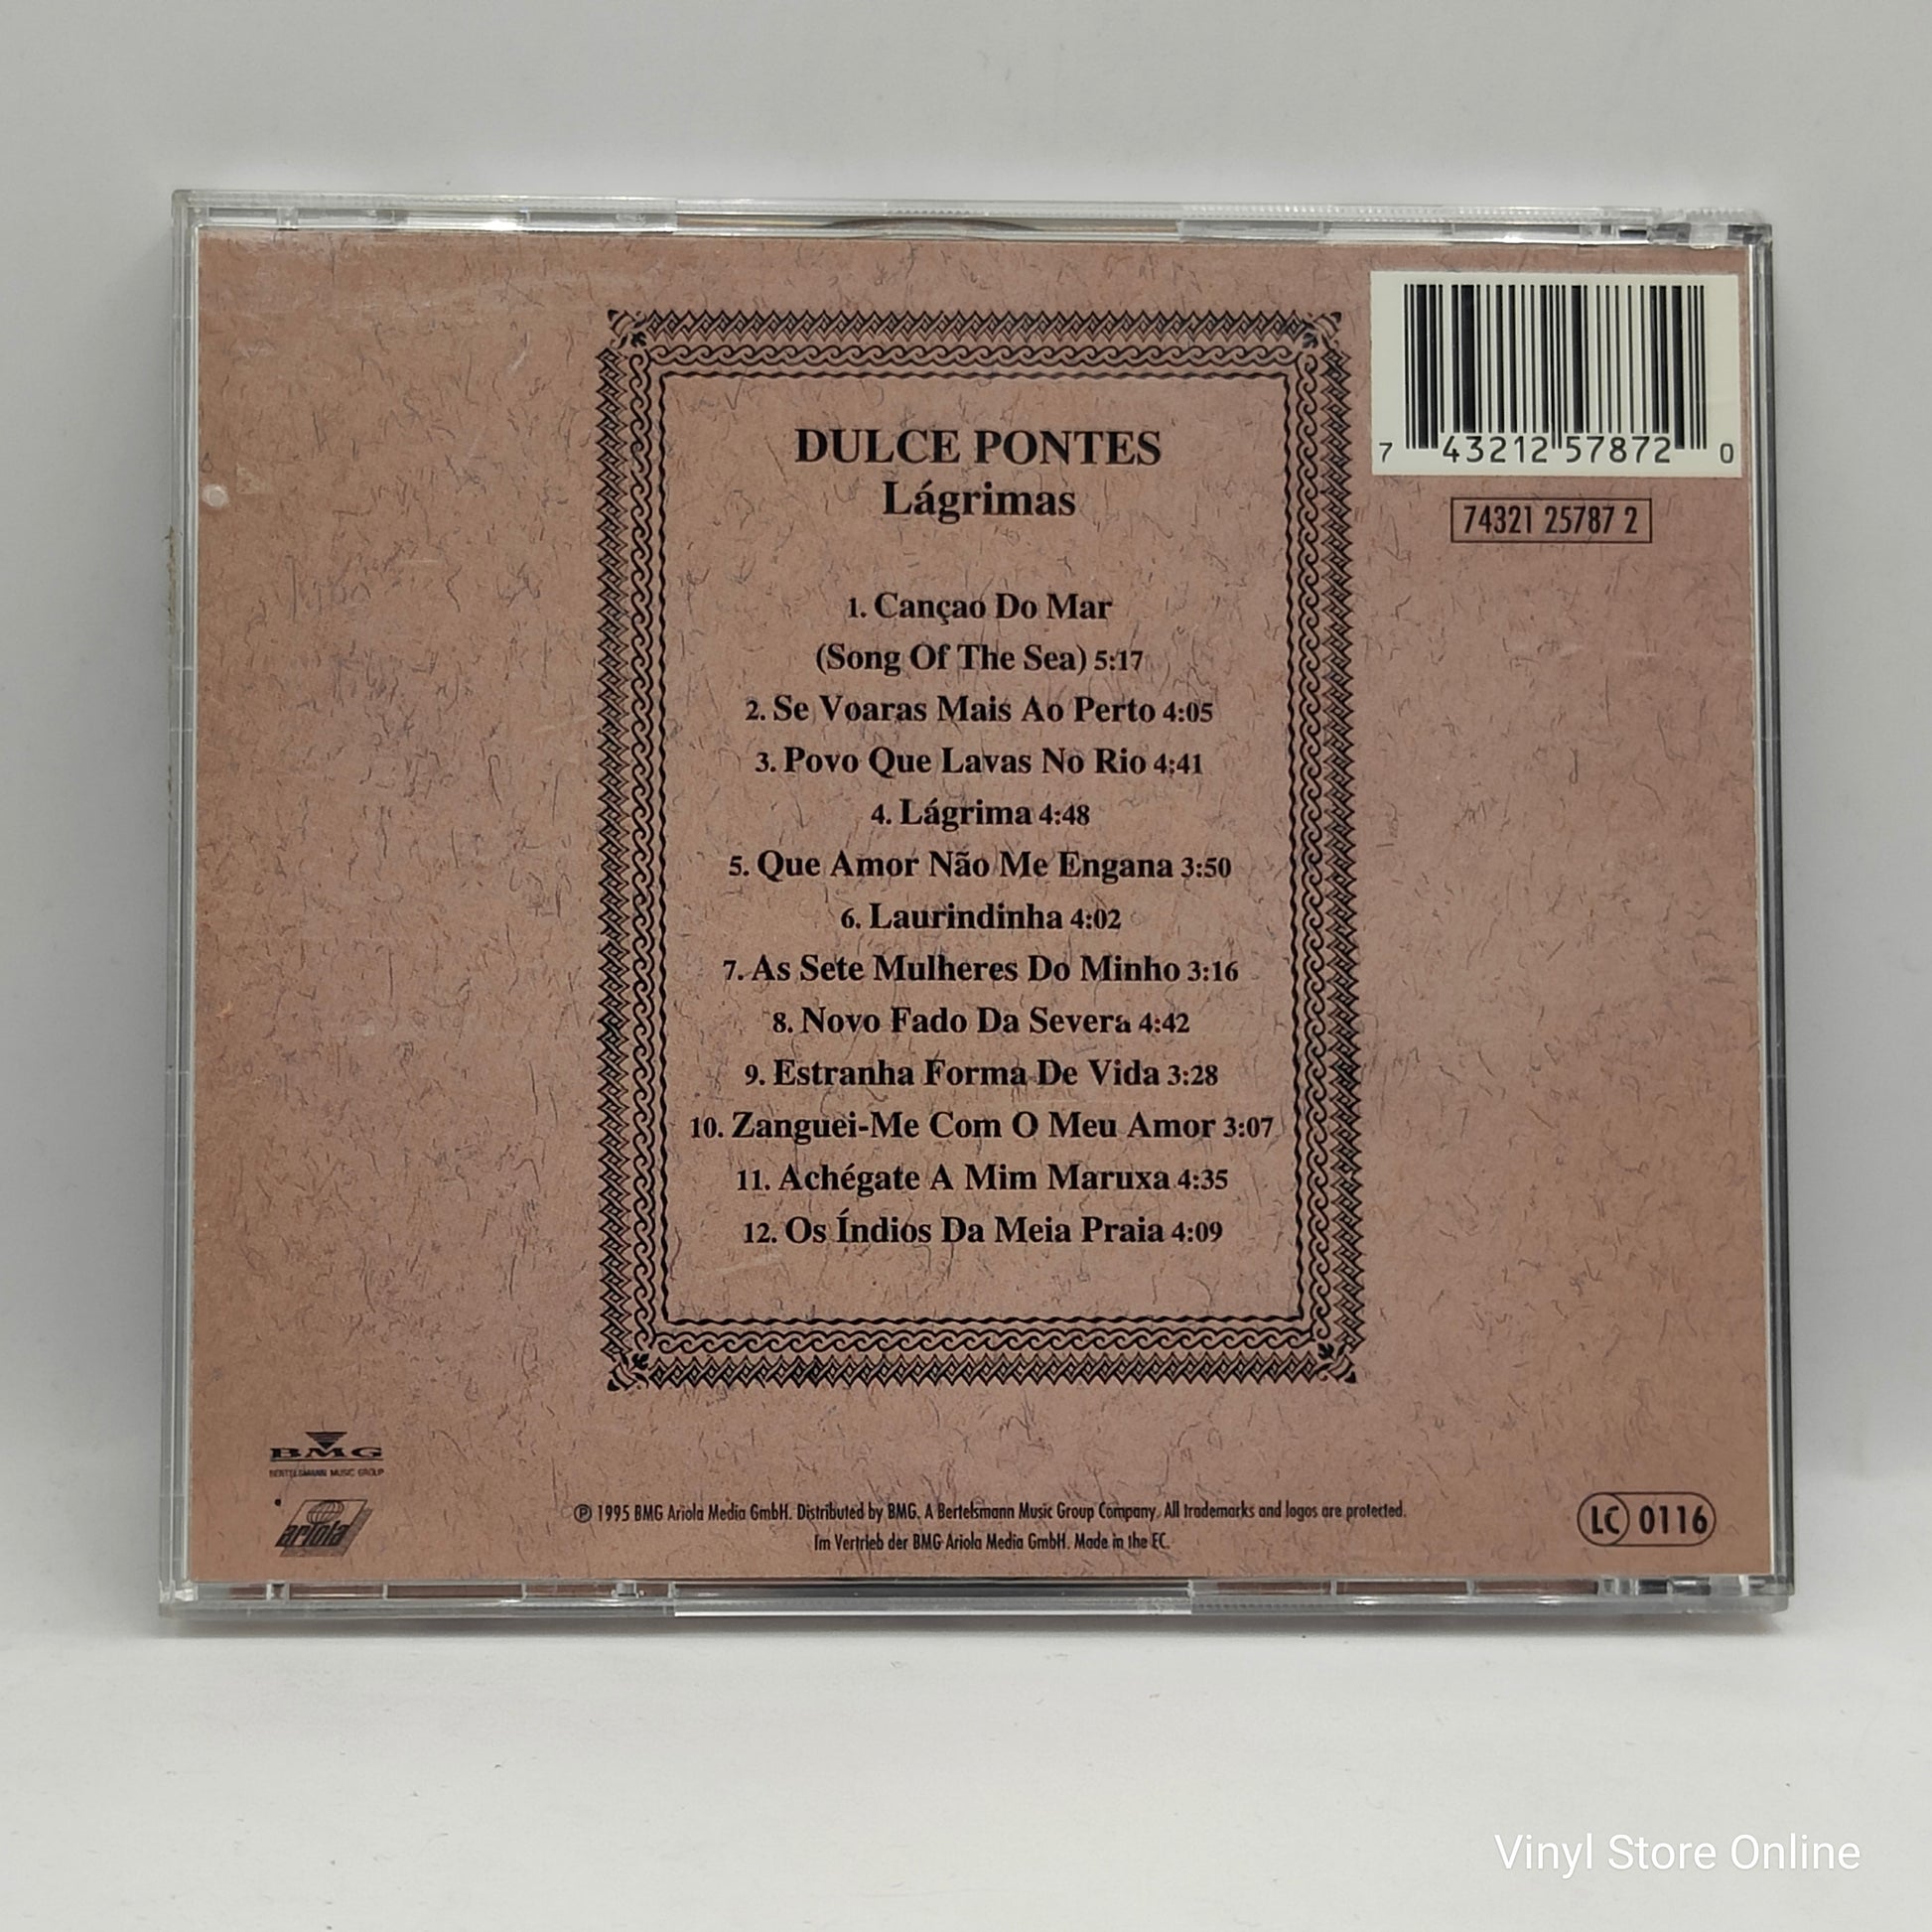 7 43212 57872 0
74321 25787 2
DULCE PONTES
Lágrimas
1. Cançao Do Mar
(Song Of The Sea) 5:17
2. Se Voaras Mais Ao Perto 4:05
3. Povo Que Lavas No Rio 4:41
4. Lágrima 4:48
5. Que Amor Não Me Engana 3:50
6. Laurindinha 4:02
7. As Sete Mulheres Do Minho 3:16
8. Novo Fado Da Severa 4:42
9. Estranha Forma De Vida 3:28
10. Zanguei-Me Com O Meu Amor 3:07
11. Achégate A Mim Maruxa 4:35
12. Os Índios Da Meia Praia 4:09
BMG
BERTELSMANN MUSIC GROUP
ariola
℗ 1995 BMG Ariola Media GmbH. Distributed by BMG. A Bertelsmann Music Group Company. All trademarks and logos are protected.
Im Vertrieb der BMG Ariola Media GmbH. Made in the EC.
LC 0116
Vinyl Store Online